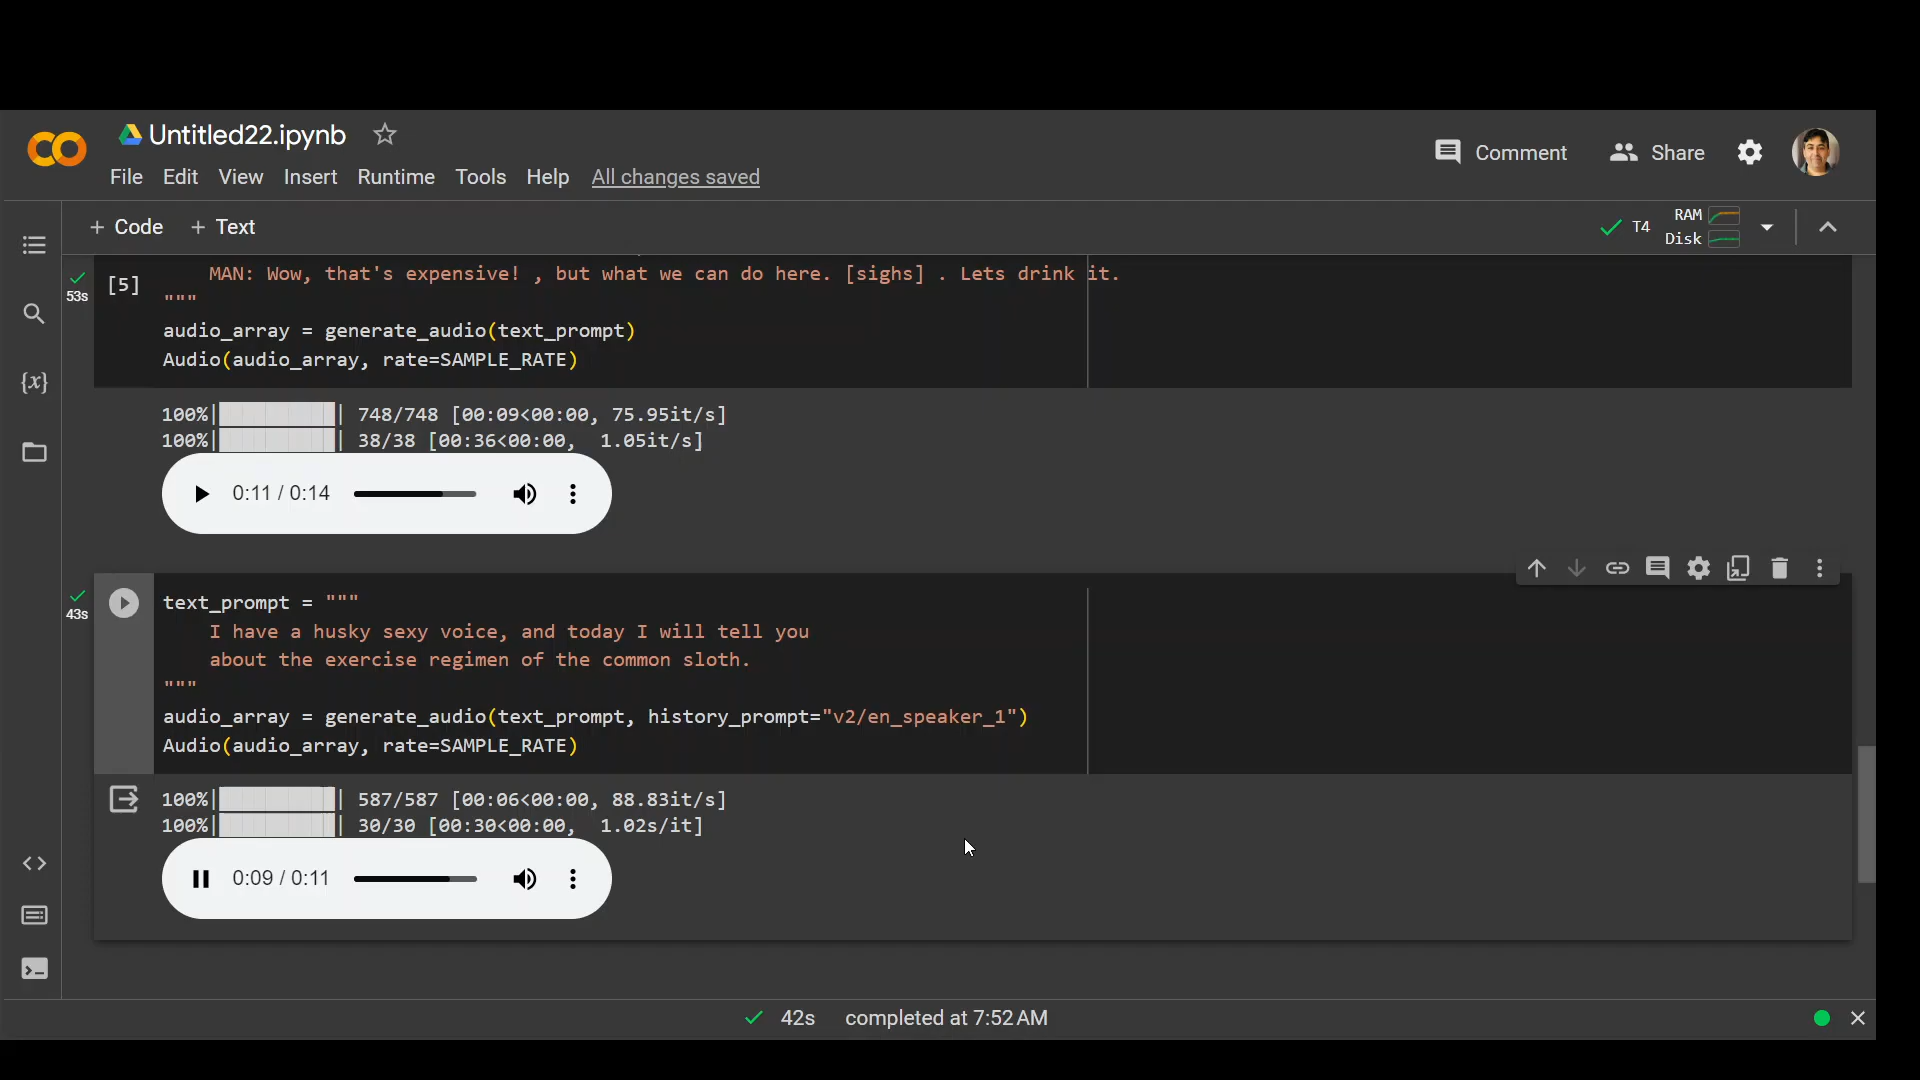 Untitled22.ipynb
Comment
Share
File Edit View Insert Runtime Tools Help All changes saved
+ Code + Text
T4
RAM
Disk
53s
[5]
MAN: Wow, that's expensive! , but what we can do here. [sighs] . Lets drink it.
"""
audio_array = generate_audio(text_prompt)
Audio(audio_array, rate=SAMPLE_RATE)
100%| | 748/748 [00:09<00:00, 75.95it/s]
100%| | 38/38 [00:36<00:00, 1.05it/s]
0:11 / 0:14
43s
text_prompt = """
I have a husky sexy voice, and today I will tell you
about the exercise regimen of the common sloth.
"""
audio_array = generate_audio(text_prompt, history_prompt="v2/en_speaker_1")
Audio(audio_array, rate=SAMPLE_RATE)
100%| | 587/587 [00:06<00:00, 88.83it/s]
100%| | 30/30 [00:30<00:00, 1.02s/it]
0:09 / 0:11
42s completed at 7:52 AM